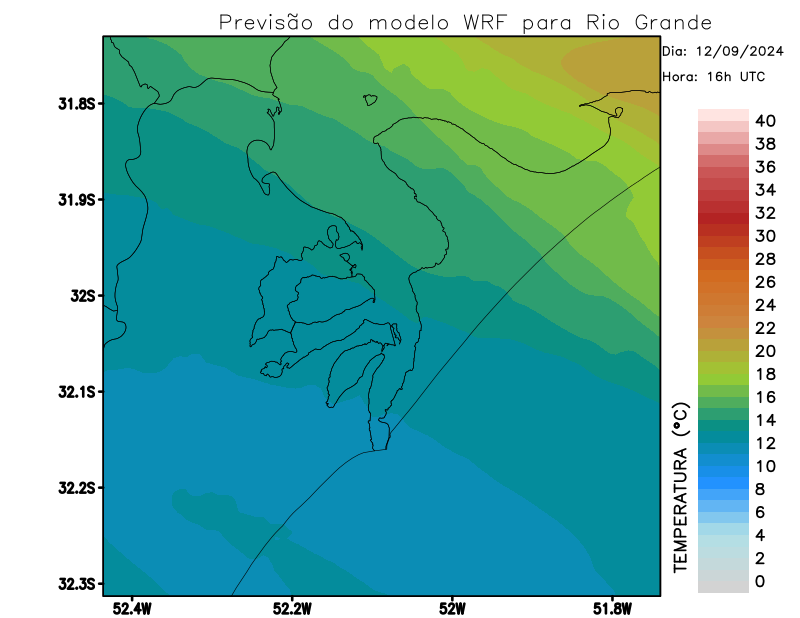 Previsão do modelo WRF para Rio Grande
Dia: 12/09/2024
Hora: 16h UTC
31.8S
31.9S
32S
32.1S
32.2S
32.3S
52.4W
52.2W
52W
51.8W
TEMPERATURA (°C)
40
38
36
34
32
30
28
26
24
22
20
18
16
14
12
10
8
6
4
2
0